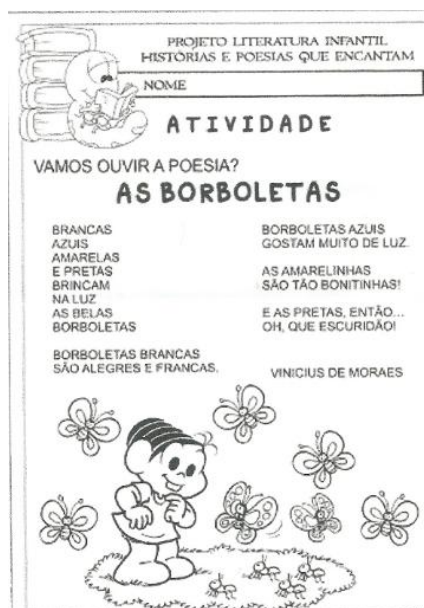 PROJETO LITERATURA INFANTIL
HISTÓRIAS E POESIAS QUE ENCANTAM
NOME
ATIVIDADE
VAMOS OUVIR A POESIA?
AS BORBOLETAS
BRANCAS
AZUIS
AMARELAS
E PRETAS
BRINCAM
NA LUZ
AS BELAS
BORBOLETAS
BORBOLETAS BRANCAS
SÃO ALEGRES E FRANCAS.
BORBOLETAS AZUIS
GOSTAM MUITO DE LUZ.
AS AMARELINHAS
SÃO TÃO BONITINHAS!
E AS PRETAS, ENTÃO...
OH, QUE ESCURIDÃO!
VINICIUS DE MORAES